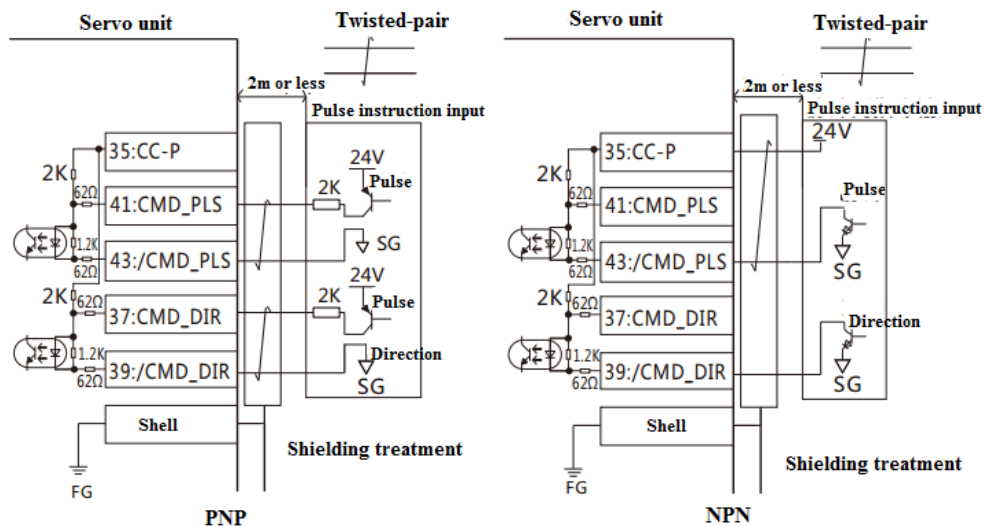 Servo unit
Twisted-pair
2m or less
Pulse instruction input
35:CC-P
2K
62Ω
41:CMD_PLS
1.2K
62Ω
43:/CMD_PLS
2K
62Ω
37:CMD_DIR
1.2K
62Ω
39:/CMD_DIR
Shell
FG
24V
2K
Pulse
SG
24V
2K
Pulse
Direction
SG
Shielding treatment
PNP
Servo unit
Twisted-pair
2m or less
Pulse instruction input
24V
35:CC-P
2K
62Ω
41:CMD_PLS
1.2K
62Ω
43:/CMD_PLS
2K
62Ω
37:CMD_DIR
1.2K
62Ω
39:/CMD_DIR
Shell
FG
Pulse
SG
Direction
SG
Shielding treatment
NPN